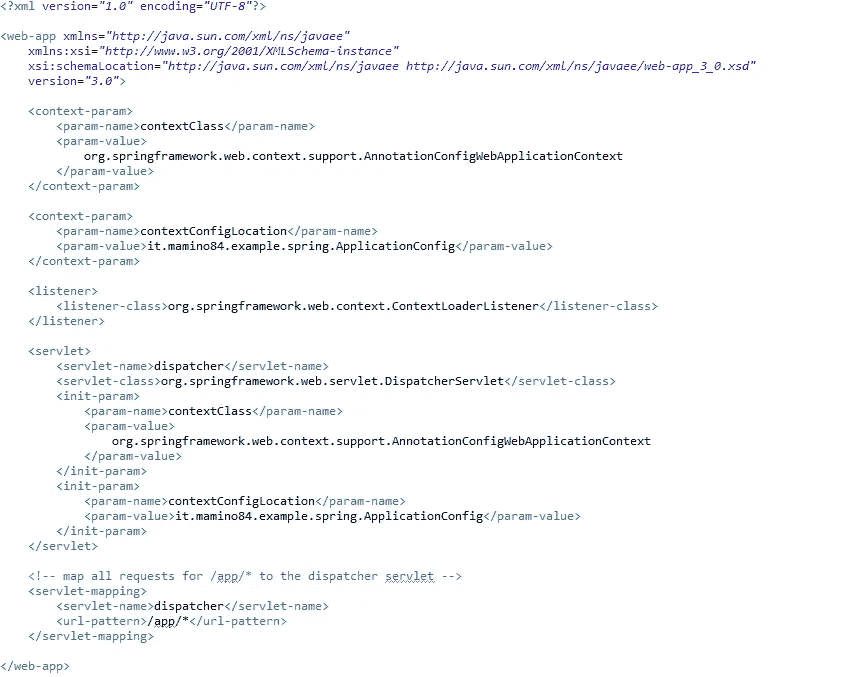 <?xml version="1.0" encoding="UTF-8"?>
<web-app xmlns="http://java.sun.com/xml/ns/javaee"
xmlns:xsi="http://www.w3.org/2001/XMLSchema-instance"
xsi:schemaLocation="http://java.sun.com/xml/ns/javaee http://java.sun.com/xml/ns/javaee/web-app_3_0.xsd"
version="3.0">
<context-param>
<param-name>contextClass</param-name>
<param-value>
org.springframework.web.context.support.AnnotationConfigWebApplicationContext
</param-value>
</context-param>
<context-param>
<param-name>contextConfigLocation</param-name>
<param-value>it.mamino84.example.spring.ApplicationConfig</param-value>
</context-param>
<listener>
<listener-class>org.springframework.web.context.ContextLoaderListener</listener-class>
</listener>
<servlet>
<servlet-name>dispatcher</servlet-name>
<servlet-class>org.springframework.web.servlet.DispatcherServlet</servlet-class>
<init-param>
<param-name>contextClass</param-name>
<param-value>
org.springframework.web.context.support.AnnotationConfigWebApplicationContext
</param-value>
</init-param>
<init-param>
<param-name>contextConfigLocation</param-name>
<param-value>it.mamino84.example.spring.ApplicationConfig</param-value>
</init-param>
</servlet>
<!-- map all requests for /app/* to the dispatcher servlet -->
<servlet-mapping>
<servlet-name>dispatcher</servlet-name>
<url-pattern>/app/*</url-pattern>
</servlet-mapping>
</web-app>